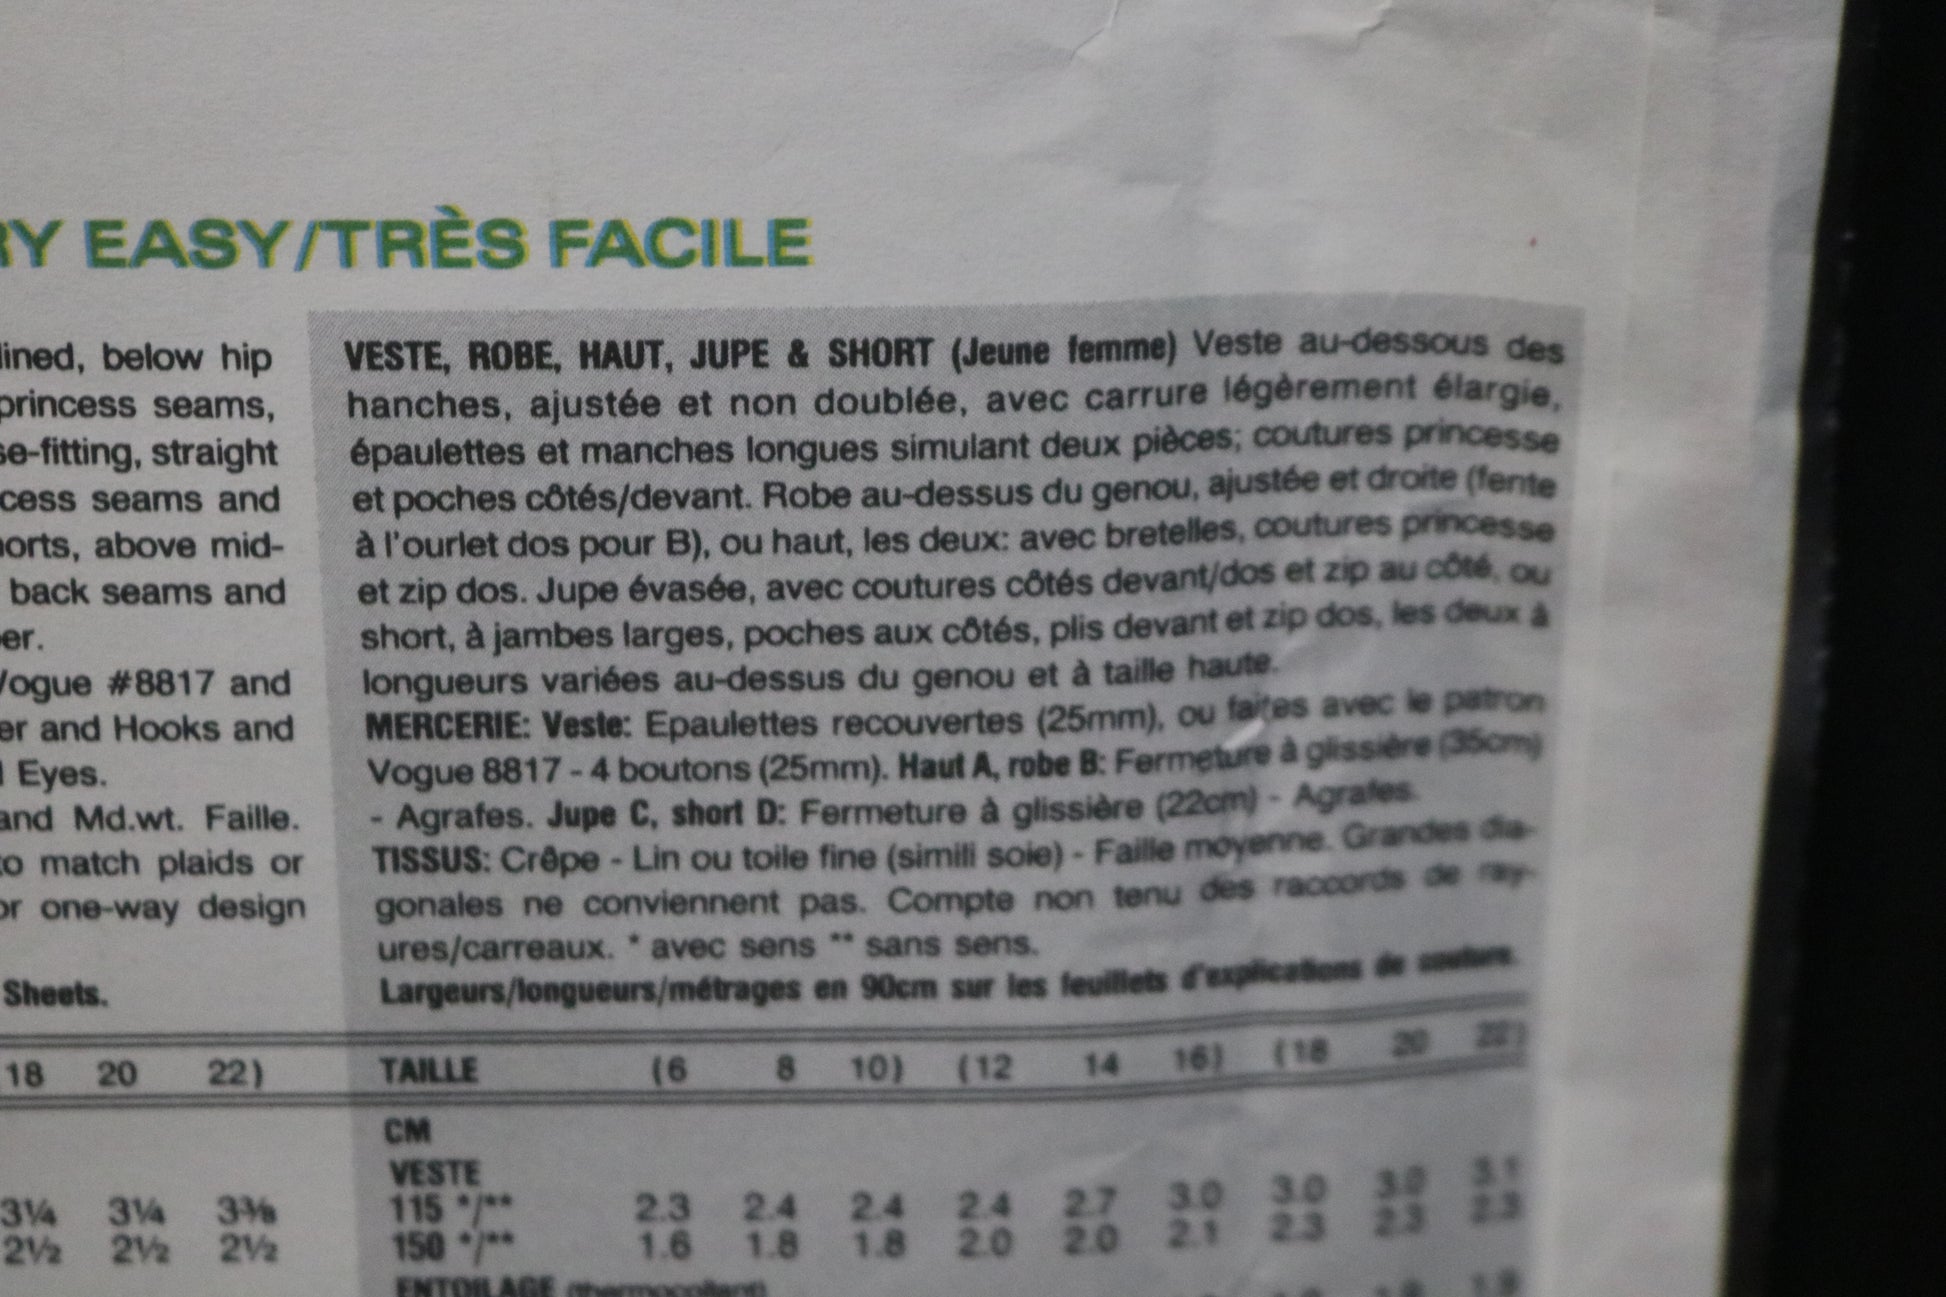 RY EASY/TRÈS FACILE
lined, below hip
princess seams,
se-fitting, straight
cess seams and
orts, above mid-
back seams and
er.
Vogue #8817 and
er and Hooks and
Eyes.
and Md.wt. Faille.
to match plaids or
or one-way design
Sheets.
18 20 22)
3¼ 3¼ 3⅜
2½ 2½ 2½
VESTE, ROBE, HAUT, JUPE & SHORT (Jeune femme) Veste au-dessous des
hanches, ajustée et non doublée, avec carrure légèrement élargie,
épaulettes et manches longues simulant deux pièces; coutures princesse
et poches côtés/devant. Robe au-dessus du genou, ajustée et droite (fente
à l'ourlet dos pour B), ou haut, les deux: avec bretelles, coutures princesse
et zip dos. Jupe évasée, avec coutures côtés devant/dos et zip au côté, ou
short, à jambes larges, poches aux côtés, plis devant et zip dos, les deux à
longueurs variées au-dessus du genou et à taille haute.
MERCERIE: Veste: Epaulettes recouvertes (25mm), ou faites avec le patron
Vogue 8817 - 4 boutons (25mm). Haut A, robe B: Fermeture à glissière (35cm)
- Agrafes. Jupe C, short D: Fermeture à glissière (22cm) - Agrafes.
TISSUS: Crêpe - Lin ou toile fine (simili soie) - Faille moyenne. Grandes dia-
gonales ne conviennent pas. Compte non tenu des raccords de ray-
ures/carreaux. * avec sens ** sans sens.
Largeurs/longueurs/métrages en 90cm sur les feuillets d'explications de couture.
TAILLE (6 8 10) (12 14 16) (18 20 22)
CM
VESTE
115 */** 2.3 2.4 2.4 2.4 2.7 3.0 3.0 3.0 3.1
150 */** 1.6 1.8 1.8 2.0 2.0 2.1 2.3 2.3 2.3
ENTOILAGE (thermocollant)